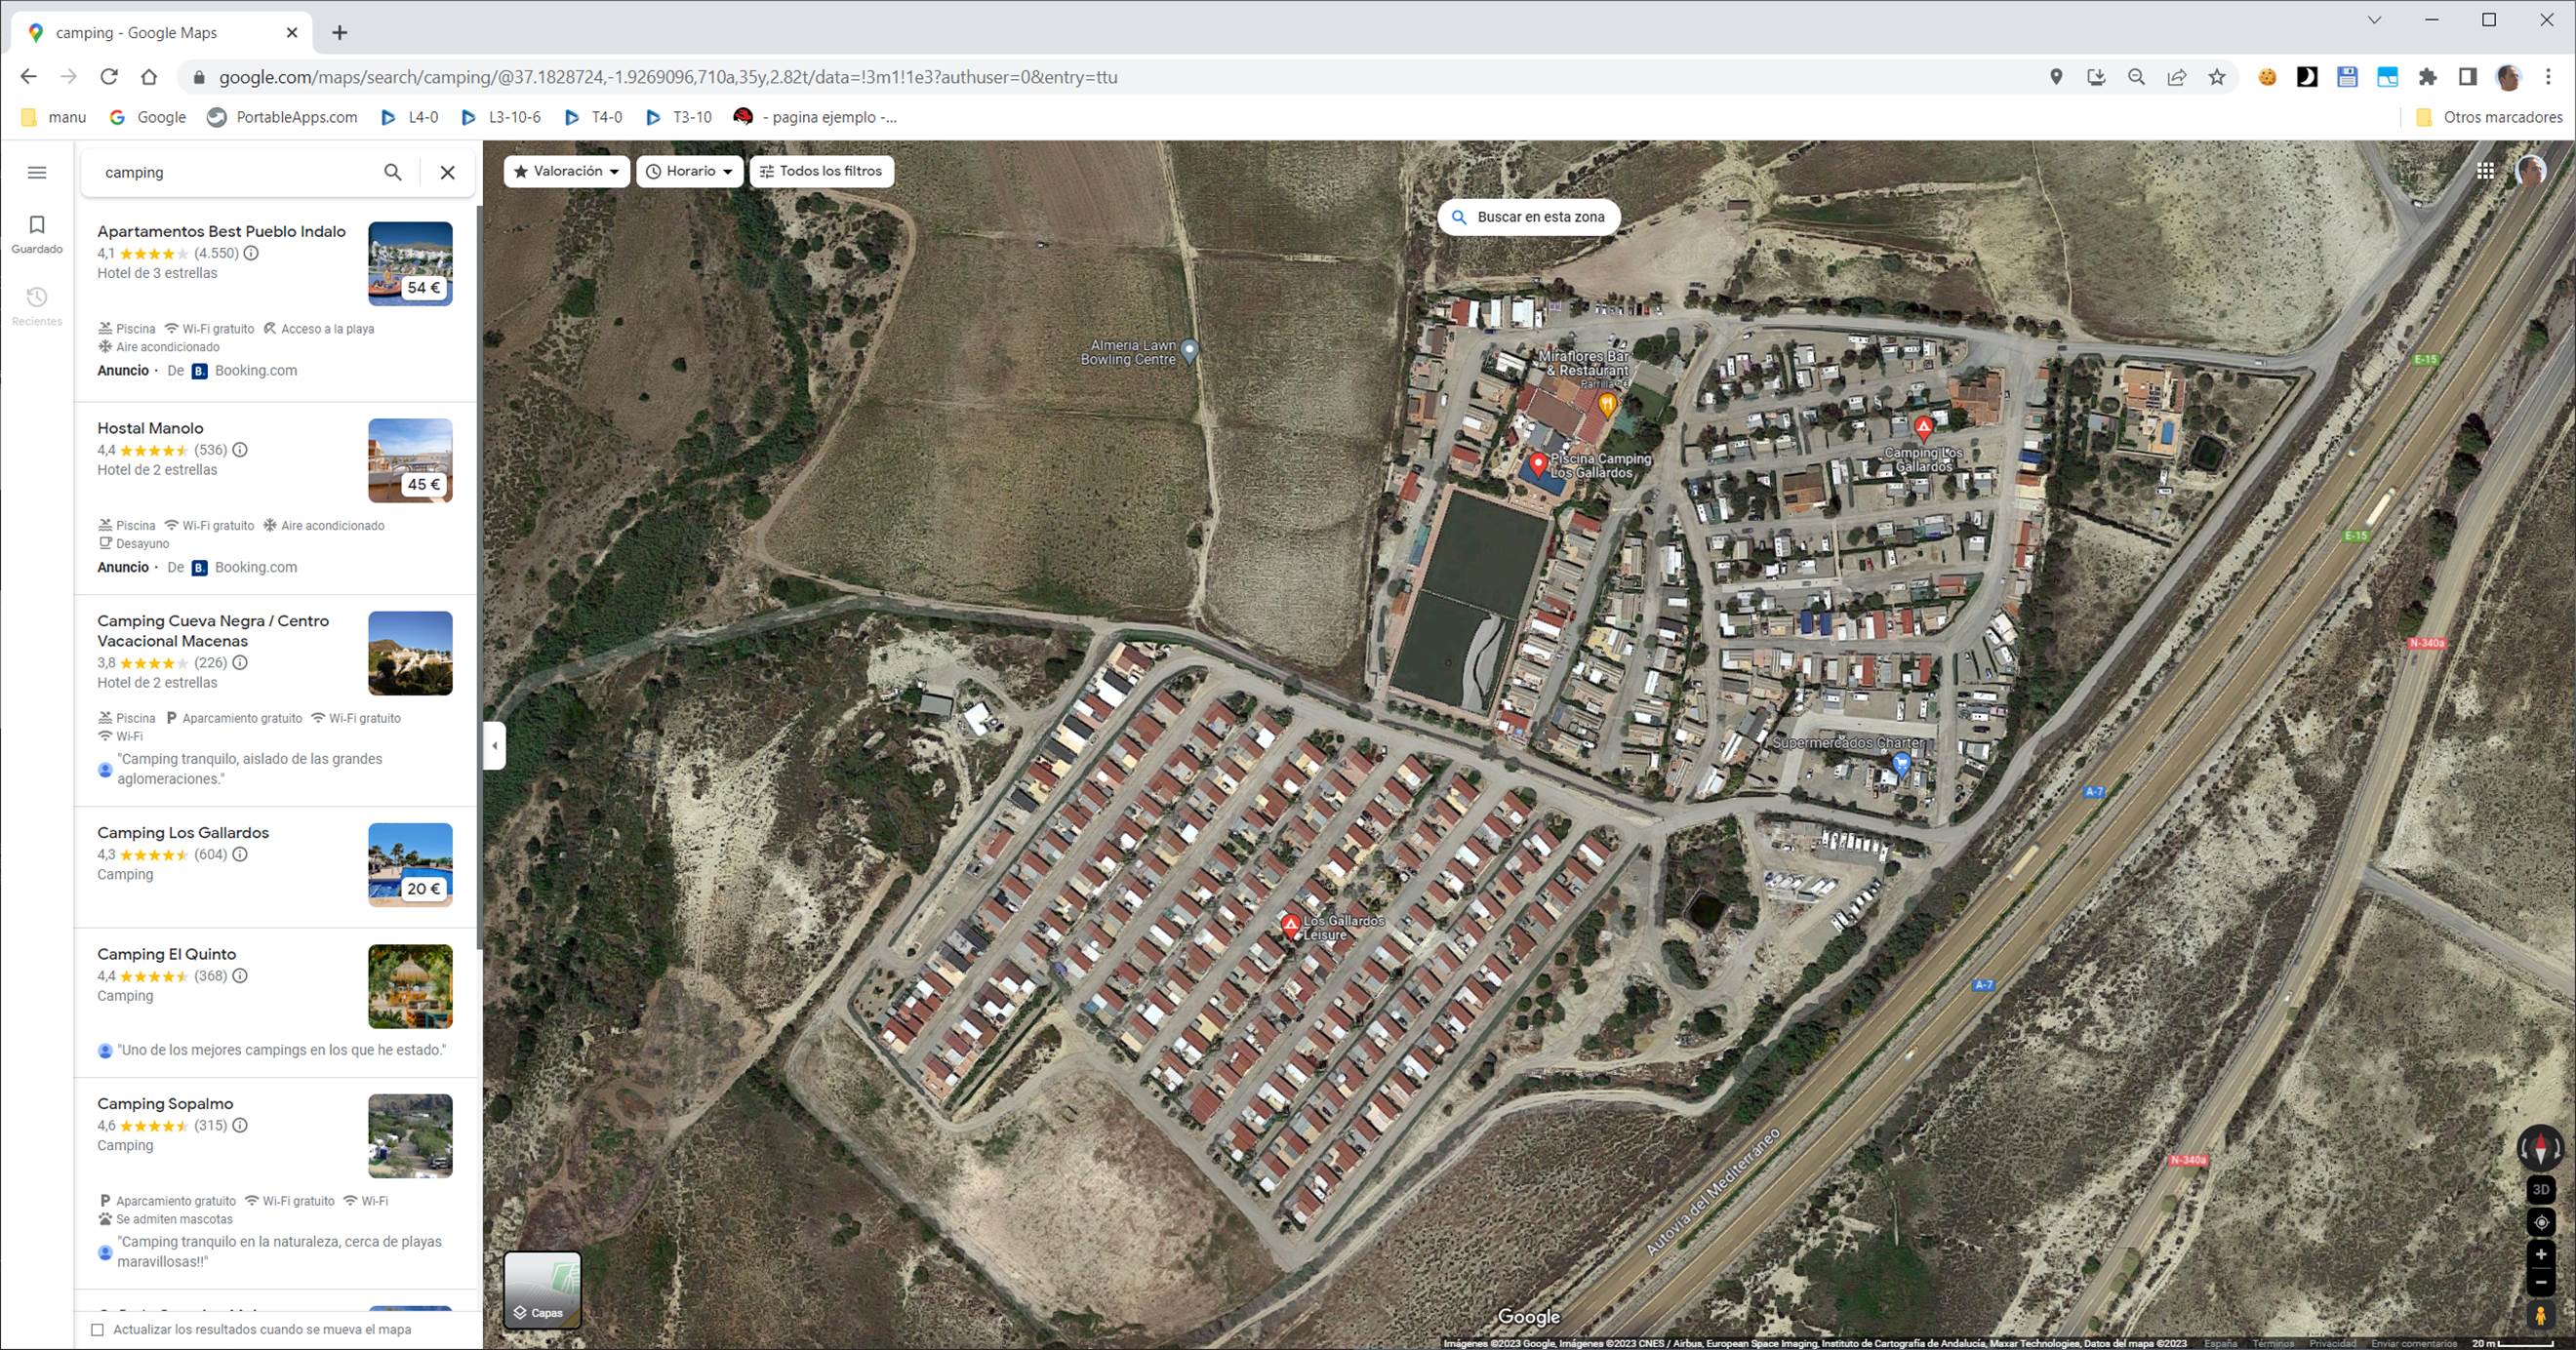 camping - Google Maps
google.com/maps/search/camping/@37.1828724,-1.9269096,710a,35y,2.82t/data=!3m1!1e3?authuser=0&entry=ttu
manu
Google
PortableApps.com
L4-0
L3-10-6
T4-0
T3-10
- pagina ejemplo -...
Otros marcadores
camping
Guardado
Recientes
Apartamentos Best Pueblo Indalo
4,1 (4.550)
Hotel de 3 estrellas
54 €
Piscina Wi-Fi gratuito Acceso a la playa
Aire acondicionado
Anuncio · De B. Booking.com
Hostal Manolo
4,4 (536)
Hotel de 2 estrellas
45 €
Piscina Wi-Fi gratuito Aire acondicionado
Desayuno
Anuncio · De B. Booking.com
Camping Cueva Negra / Centro
Vacacional Macenas
3,8 (226)
Hotel de 2 estrellas
Piscina P Aparcamiento gratuito Wi-Fi gratuito
Wi-Fi
"Camping tranquilo, aislado de las grandes
aglomeraciones."
Camping Los Gallardos
4,3 (604)
Camping
20 €
Camping El Quinto
4,4 (368)
Camping
"Uno de los mejores campings en los que he estado."
Camping Sopalmo
4,6 (315)
Camping
P Aparcamiento gratuito Wi-Fi gratuito Wi-Fi
Se admiten mascotas
"Camping tranquilo en la naturaleza, cerca de playas
maravillosas!!"
Actualizar los resultados cuando se mueva el mapa
Valoración
Horario
Todos los filtros
Buscar en esta zona
Almeria Lawn
Bowling Centre
Miraflores Bar
& Restaurant
Parrilla • €
Piscina Camping
Los Gallardos
Camping Los
Gallardos
Supermercados Charter
Los Gallardos
Leisure
E-15
E-15
N-340a
A-7
A-7
N-340a
Autovía del Mediterráneo
Capas
3D
Google
Imágenes ©2023 Google, Imágenes ©2023 CNES / Airbus, European Space Imaging, Instituto de Cartografía de Andalucía, Maxar Technologies, Datos del mapa ©2023 España Términos Privacidad Enviar comentarios 20 m